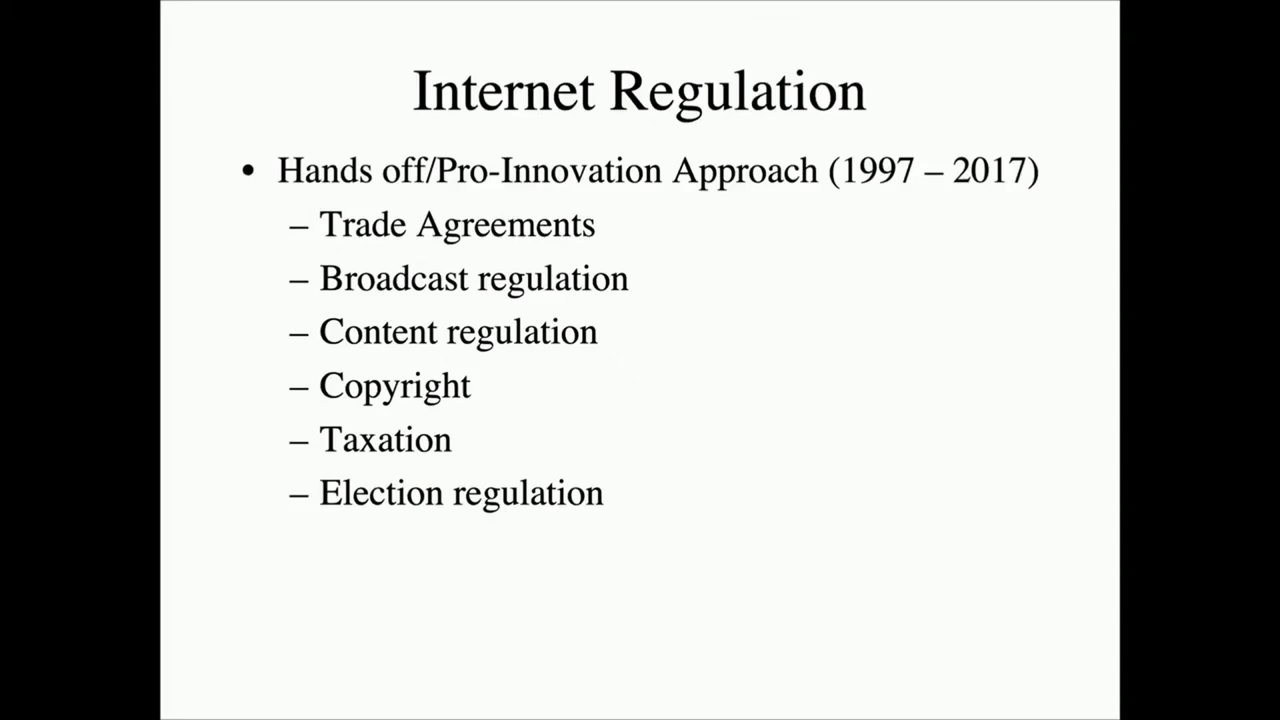 Internet Regulation
• Hands off/Pro-Innovation Approach (1997 – 2017)
– Trade Agreements
– Broadcast regulation
– Content regulation
– Copyright
– Taxation
– Election regulation